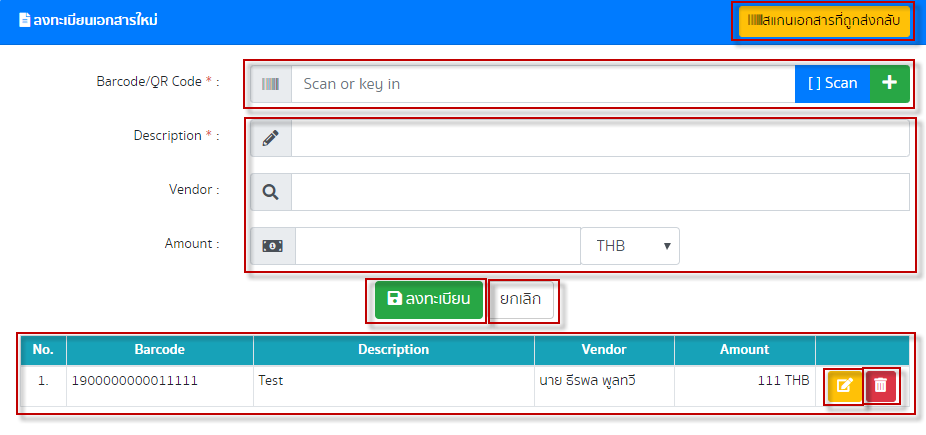 ลงทะเบียนเอกสารใหม่
สแกนเอกสารที่ถูกส่งกลับ
Barcode/QR Code * :
Scan or key in
[ ] Scan
Description * :
Vendor :
Amount :
THB
ลงทะเบียน
ยกเลิก
No. Barcode Description Vendor Amount
1. 1900000000011111 Test นาย ธีรพล พูลทวี 111 THB